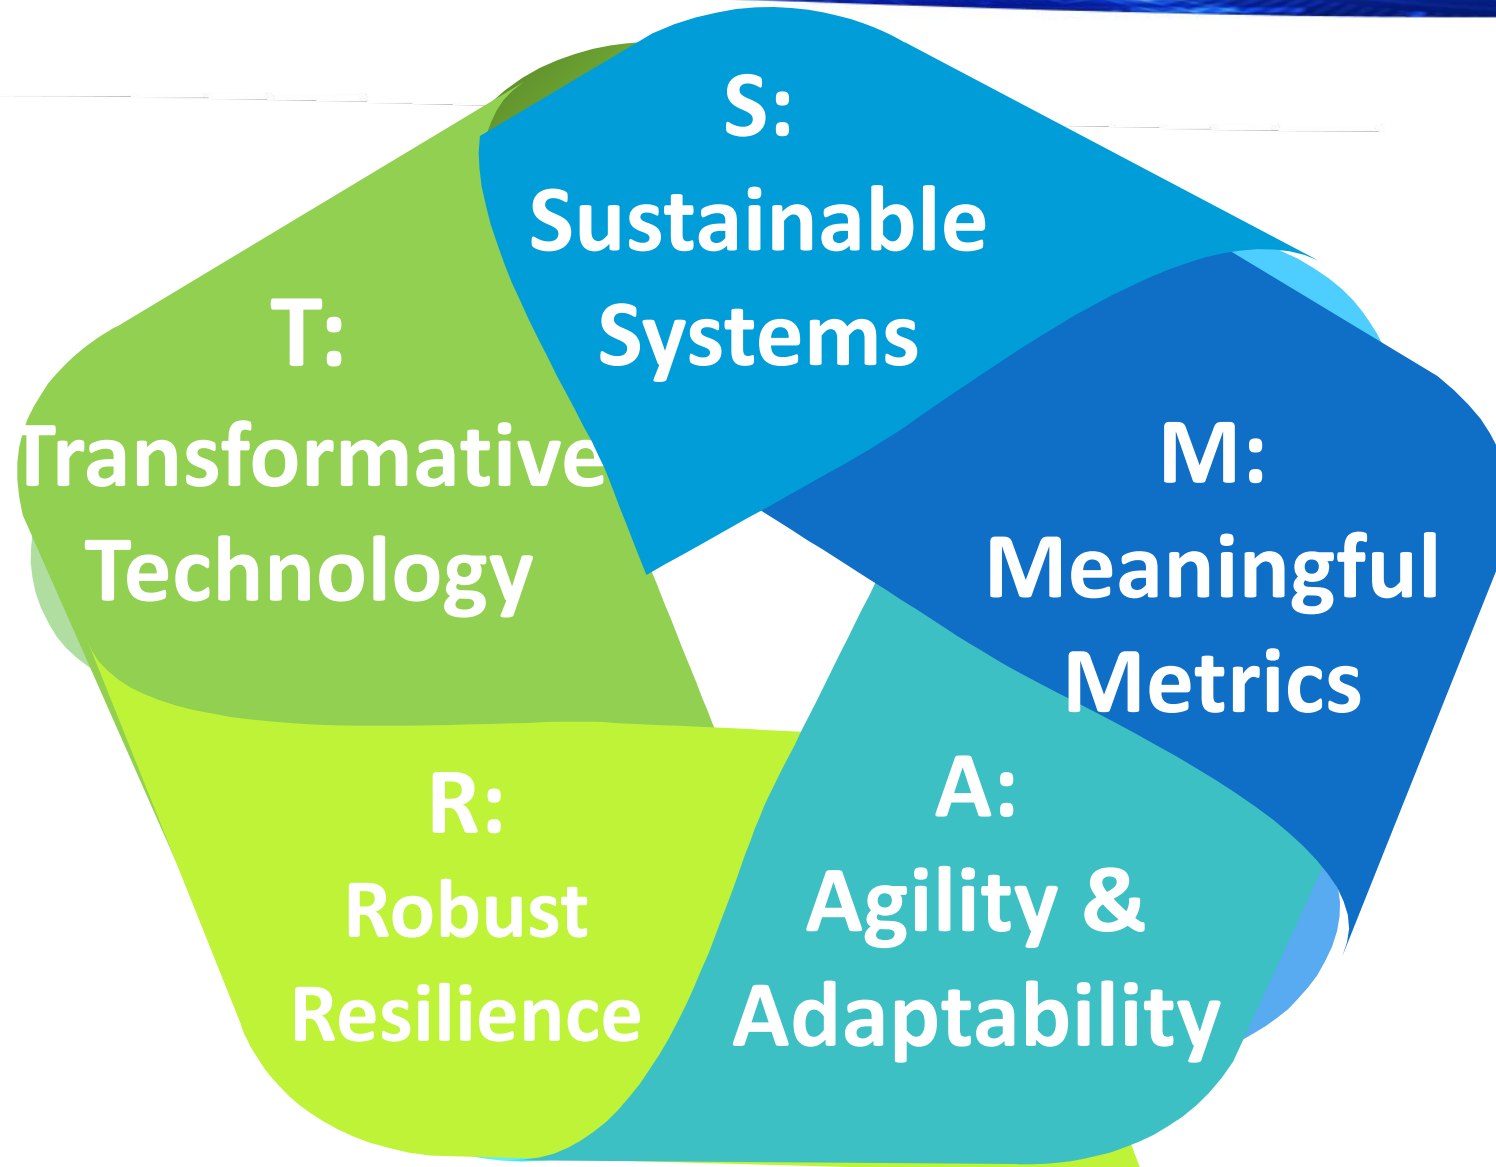 S:
Sustainable
Systems
M:
Meaningful
Metrics
A:
Agility &
Adaptability
R:
Robust
Resilience
T:
Transformative
Technology